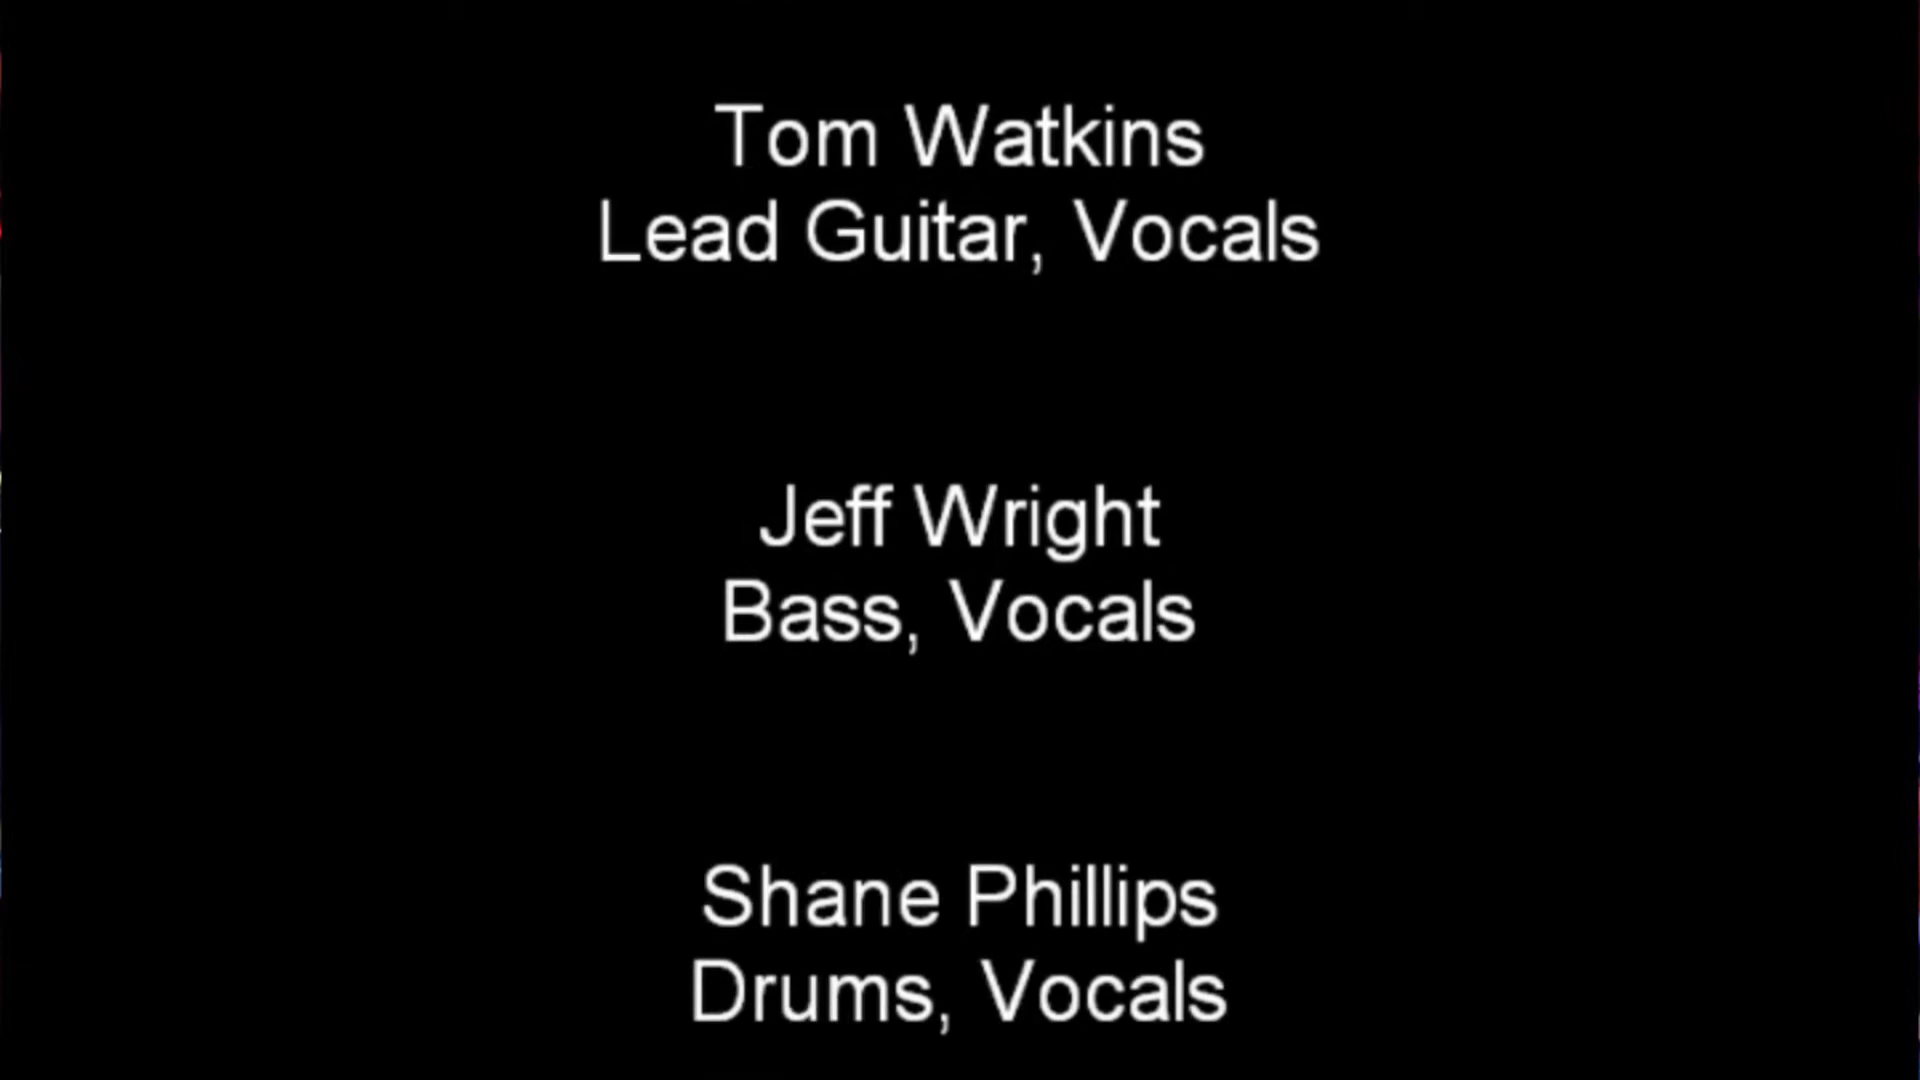 Tom Watkins
Lead Guitar, Vocals
Jeff Wright
Bass, Vocals
Shane Phillips
Drums, Vocals